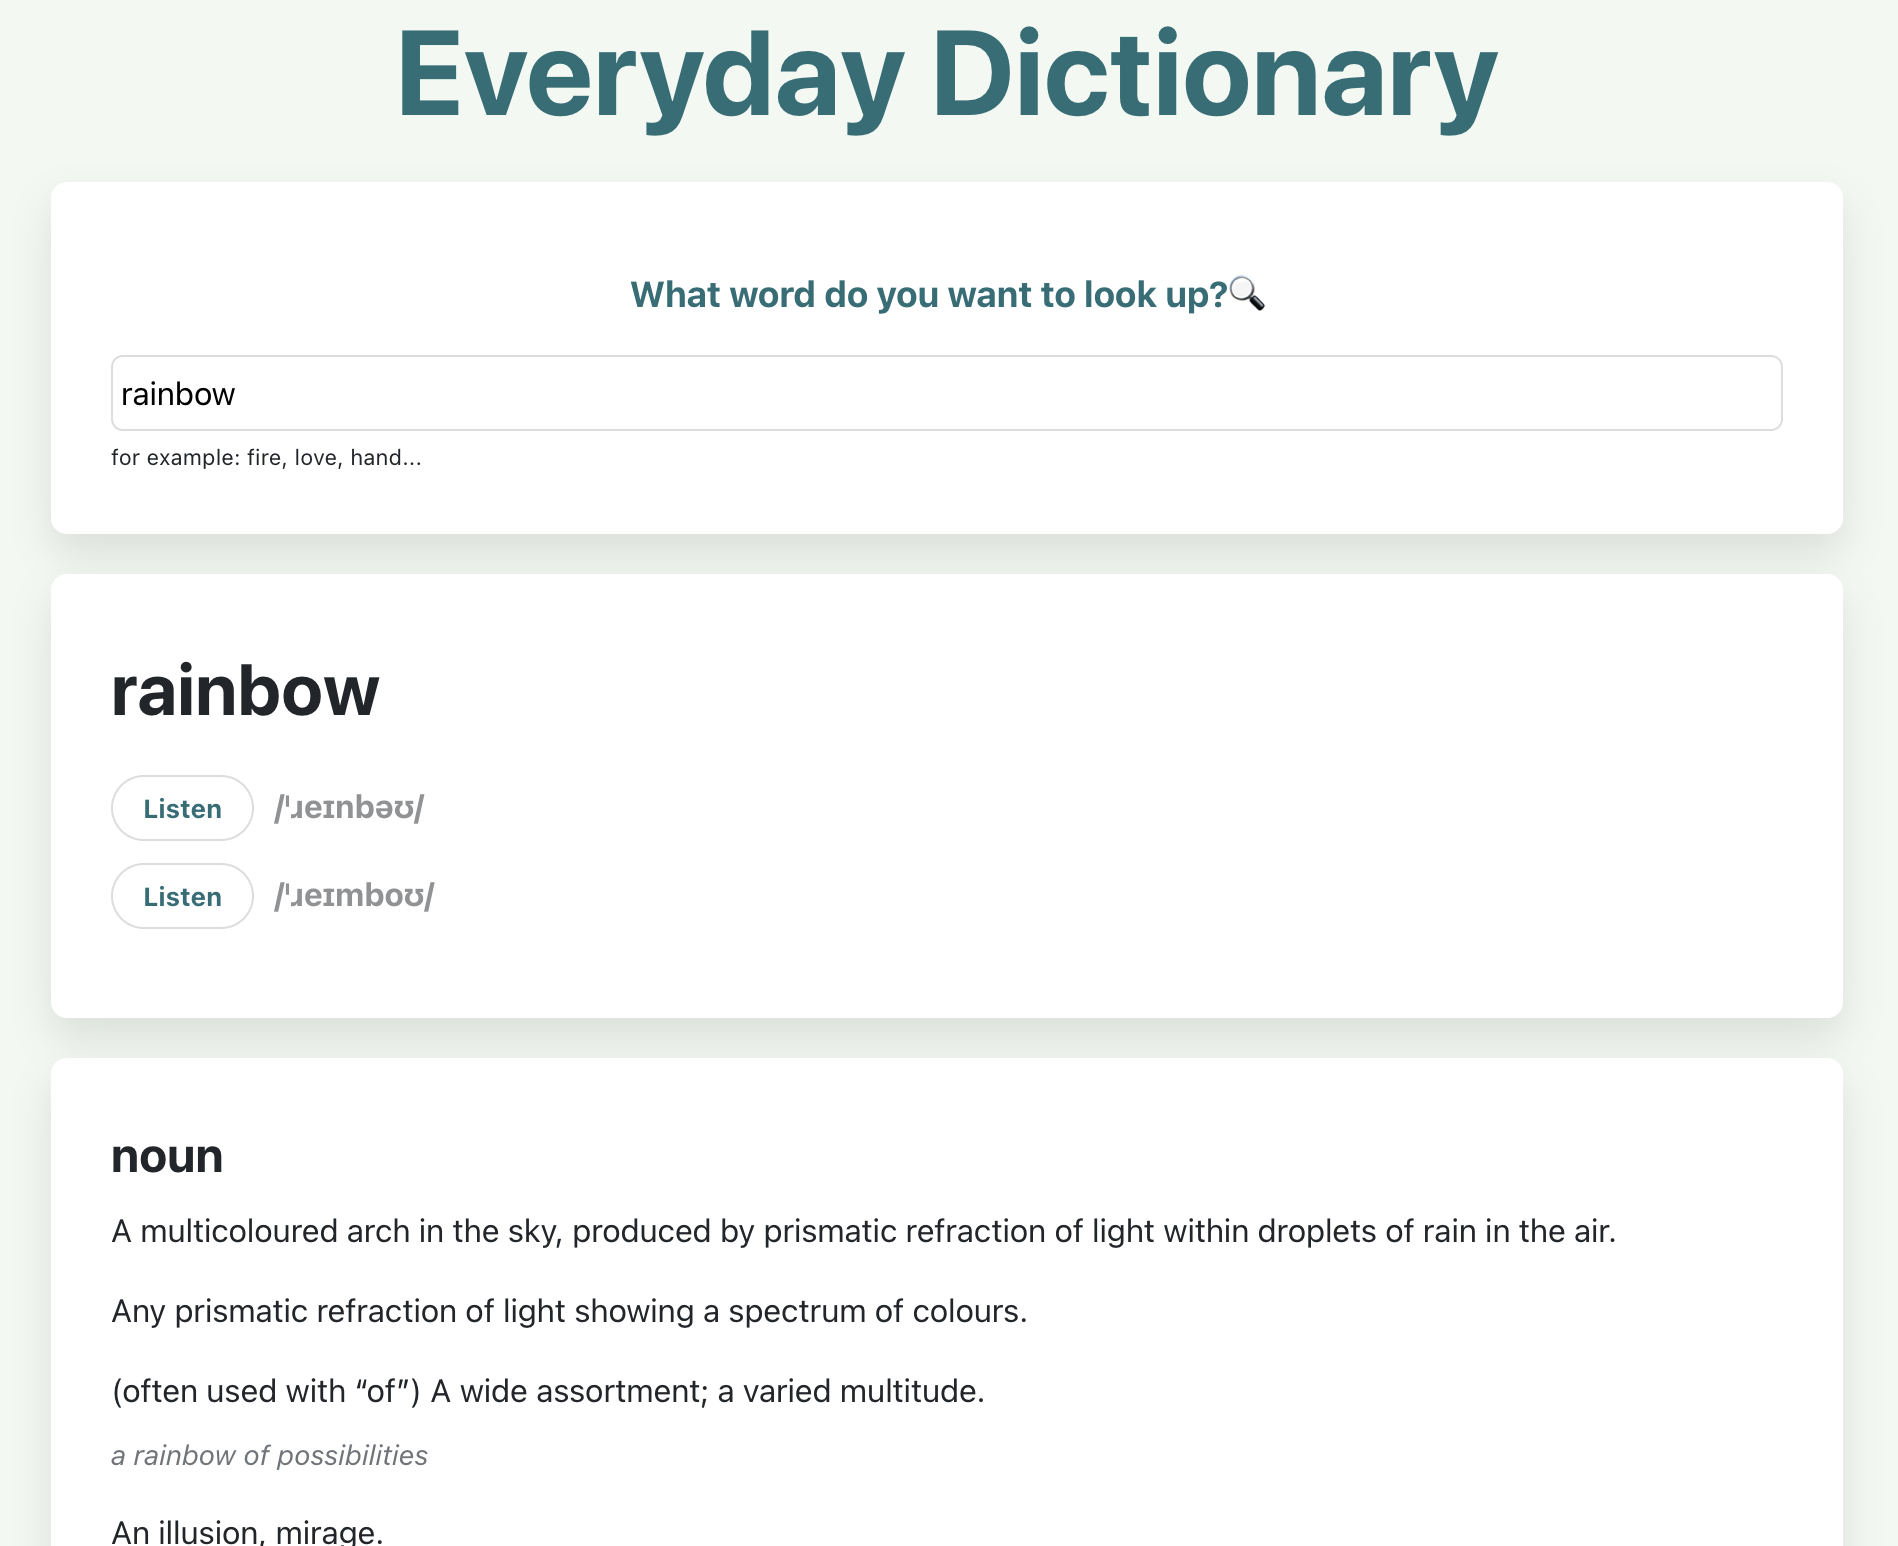 Everyday Dictionary
What word do you want to look up?🔍
rainbow
for example: fire, love, hand...
rainbow
Listen /ˈɹeɪnbəʊ/
Listen /ˈɹeɪmboʊ/
noun
A multicoloured arch in the sky, produced by prismatic refraction of light within droplets of rain in the air.
Any prismatic refraction of light showing a spectrum of colours.
(often used with “of”) A wide assortment; a varied multitude.
a rainbow of possibilities
An illusion, mirage.